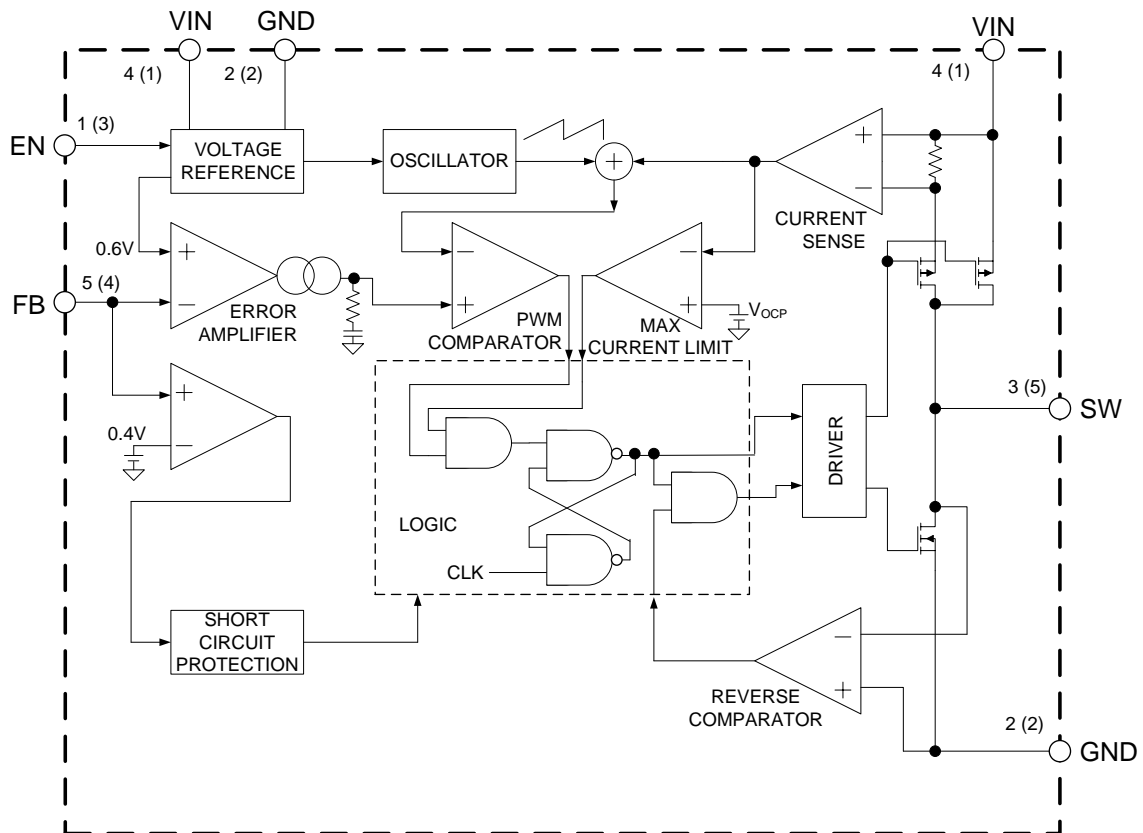 VIN
GND
VIN
4 (1)
2 (2)
4 (1)
EN
1 (3)
VOLTAGE
REFERENCE
OSCILLATOR
+
+
−
CURRENT
SENSE
0.6V
+
−
ERROR
AMPLIFIER
FB
5 (4)
−
+
PWM
COMPARATOR
−
+
MAX
CURRENT LIMIT
VOCP
+
−
0.4V
3 (5)
SW
DRIVER
LOGIC
CLK
SHORT
CIRCUIT
PROTECTION
−
+
REVERSE
COMPARATOR
2 (2)
GND